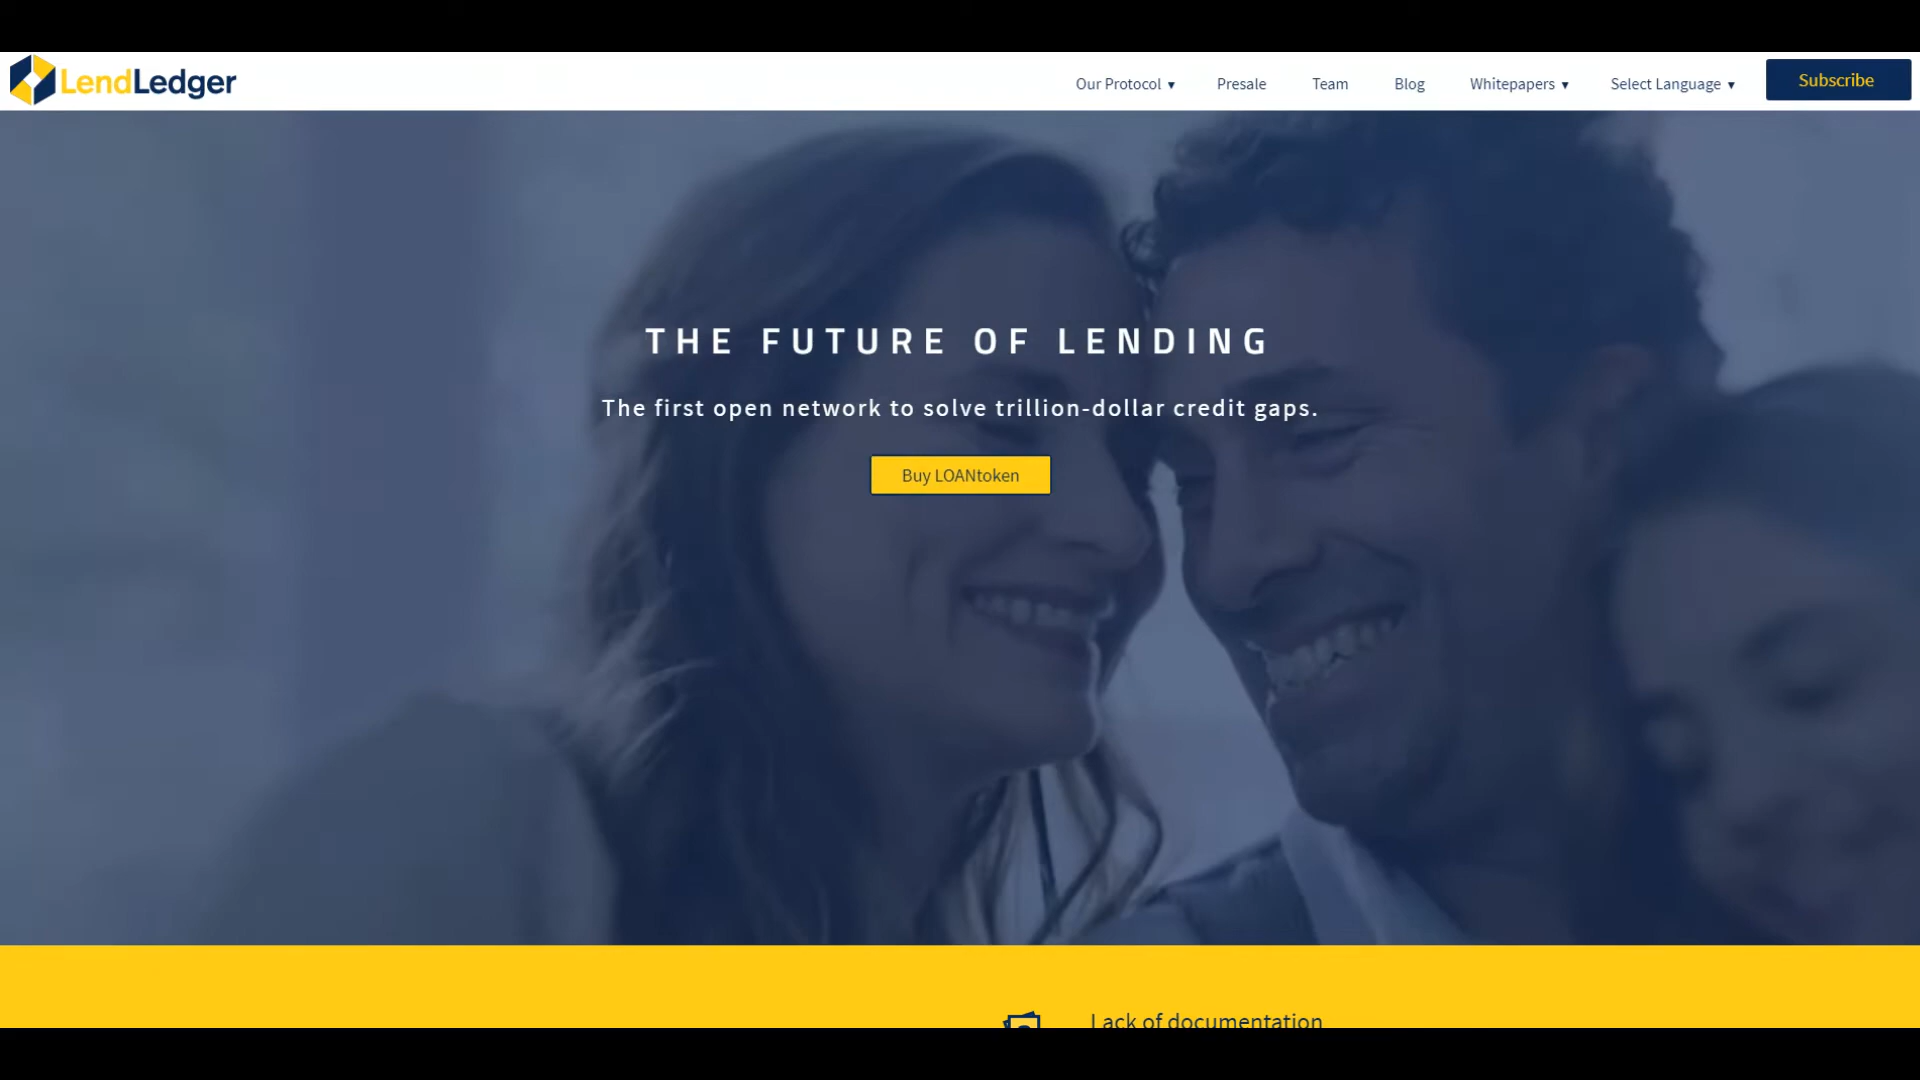 LendLedger
Our Protocol ▾
Presale
Team
Blog
Whitepapers ▾
Select Language ▾
Subscribe
THE FUTURE OF LENDING
The first open network to solve trillion-dollar credit gaps.
Buy LOANtoken
Lack of documentation